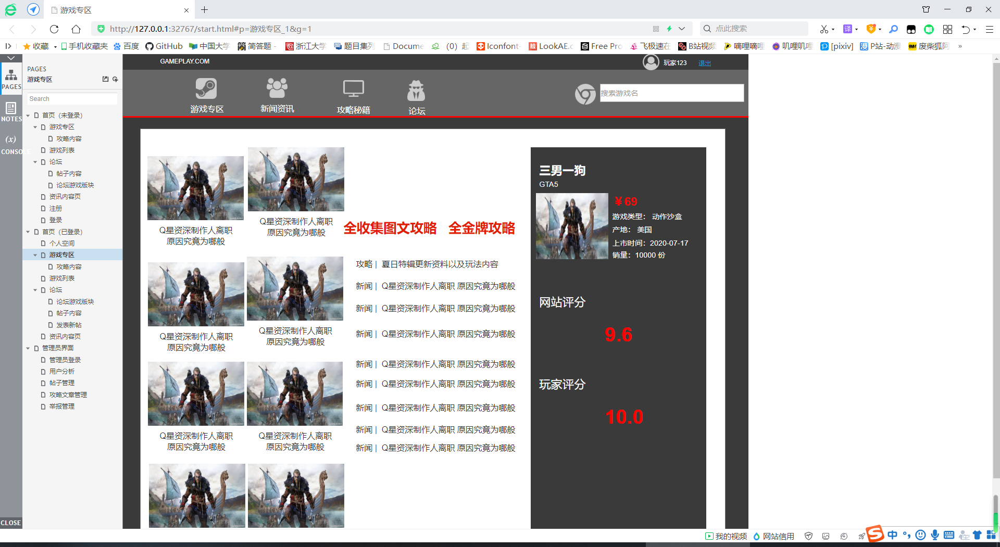 游戏专区
http://127.0.0.1:32767/start.html#p=游戏专区_1&g=1
点此搜索
译
收藏 手机收藏夹 百度 GitHub 中国大学 简答题 - 浙江大学 题目集列 Docume (0) 起 Iconfont- LookAE.c Free Pro 飞极速在 B站视频 嘀哩嘀哩 叽哩叽哩 [pixiv] P站-动漫 废柴狐阿 »
PAGES
NOTES
(x)
CONSOLE
CLOSE
PAGES
游戏专区
Search
首页（未登录）
游戏专区
攻略内容
游戏列表
论坛
帖子内容
论坛游戏版块
资讯内容页
注册
登录
首页（已登录）
个人空间
游戏专区
攻略内容
游戏列表
论坛
论坛游戏版块
帖子内容
发表新帖
资讯内容页
管理员界面
管理员登录
用户分析
帖子管理
攻略文章管理
举报管理
GAMEPLAY.COM
玩家123 退出
游戏专区 新闻资讯 攻略秘籍 论坛
搜索游戏名
Q星资深制作人离职
原因究竟为哪般
Q星资深制作人离职
原因究竟为哪般
Q星资深制作人离职
原因究竟为哪般
Q星资深制作人离职
原因究竟为哪般
Q星资深制作人离职
原因究竟为哪般
Q星资深制作人离职
原因究竟为哪般
全收集图文攻略 全金牌攻略
攻略 | 夏日特辑更新资料以及玩法内容
新闻 | Q星资深制作人离职 原因究竟为哪般
新闻 | Q星资深制作人离职 原因究竟为哪般
新闻 | Q星资深制作人离职 原因究竟为哪般
新闻 | Q星资深制作人离职 原因究竟为哪般
新闻 | Q星资深制作人离职 原因究竟为哪般
新闻 | Q星资深制作人离职 原因究竟为哪般
新闻 | Q星资深制作人离职 原因究竟为哪般
新闻 | Q星资深制作人离职 原因究竟为哪般
三男一狗
GTA5
￥69
游戏类型： 动作沙盒
产地： 美国
上市时间：2020-07-17
销量：10000 份
网站评分
9.6
玩家评分
10.0
我的视频 网站信用
中